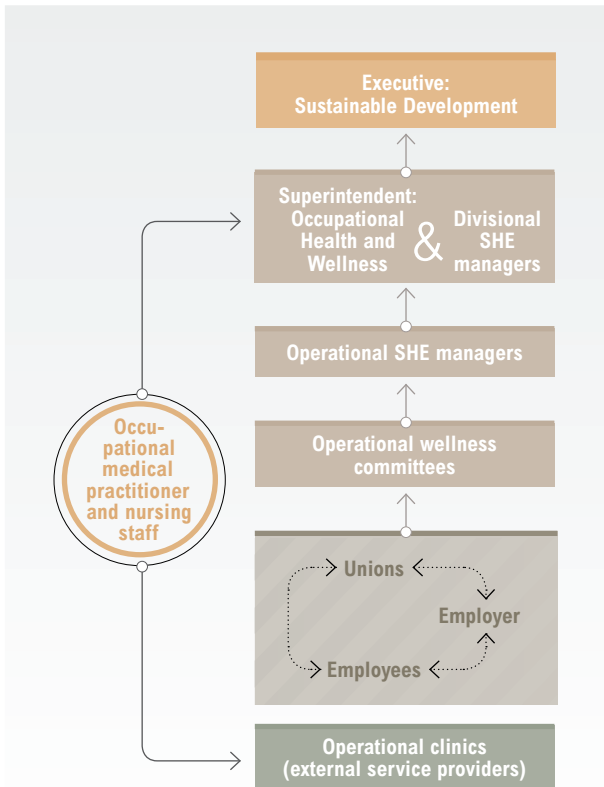 Executive:
Sustainable Development
Superintendent:
Occupational
Health and
Wellness
&
Divisional
SHE
managers
Operational SHE managers
Occu-
pational
medical
practitioner
and nursing
staff
Operational wellness
committees
Unions
Employer
Employees
Operational clinics
(external service providers)